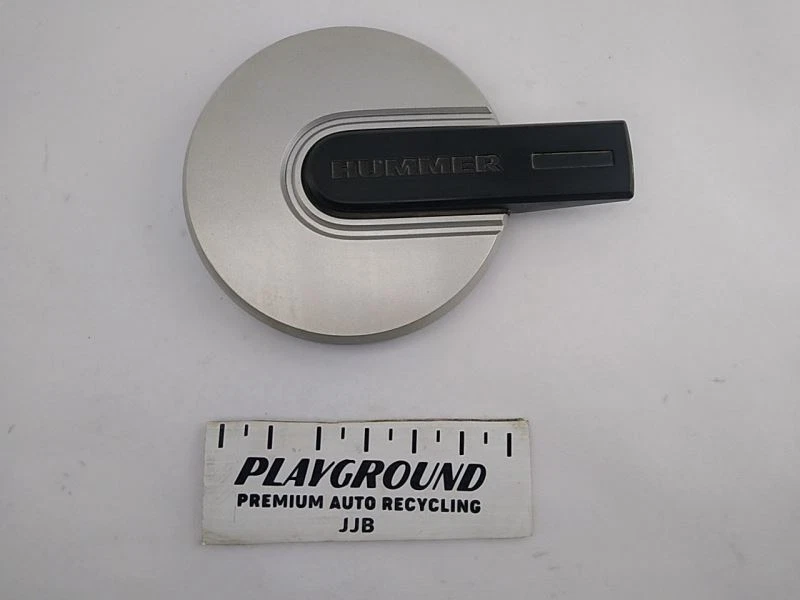 HUMMER
PLAYGROUND
PREMIUM AUTO RECYCLING
JJB